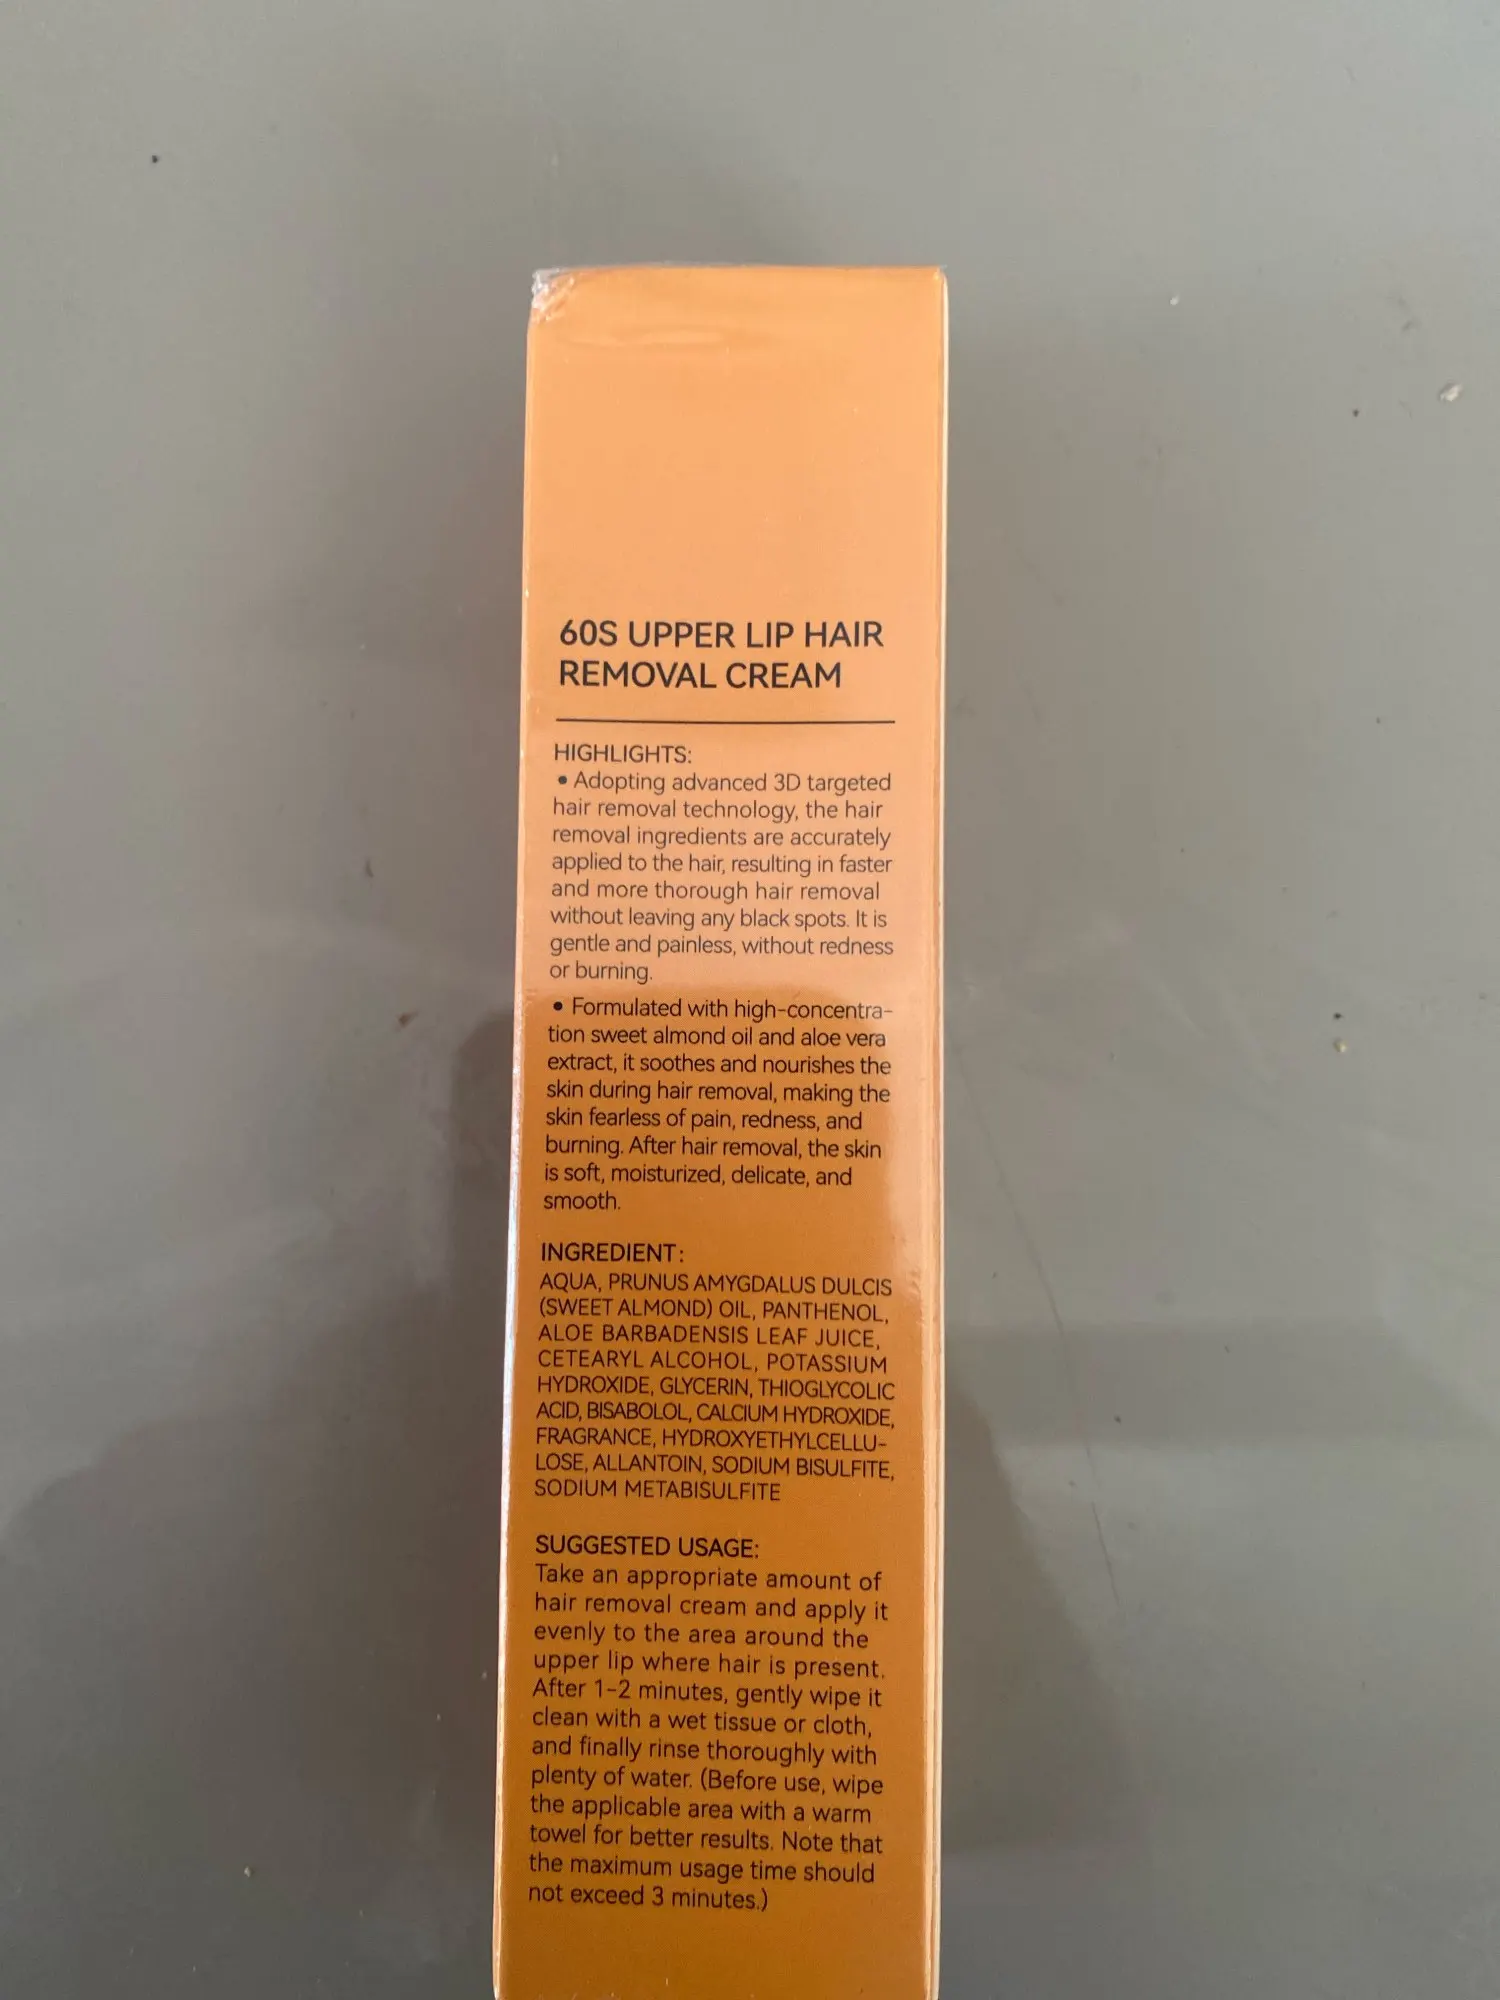 60S UPPER LIP HAIR
REMOVAL CREAM
HIGHLIGHTS:
• Adopting advanced 3D targeted
hair removal technology, the hair
removal ingredients are accurately
applied to the hair, resulting in faster
and more thorough hair removal
without leaving any black spots. It is
gentle and painless, without redness
or burning.
• Formulated with high-concentra-
tion sweet almond oil and aloe vera
extract, it soothes and nourishes the
skin during hair removal, making the
skin fearless of pain, redness, and
burning. After hair removal, the skin
is soft, moisturized, delicate, and
smooth.
INGREDIENT:
AQUA, PRUNUS AMYGDALUS DULCIS
(SWEET ALMOND) OIL, PANTHENOL,
ALOE BARBADENSIS LEAF JUICE,
CETEARYL ALCOHOL, POTASSIUM
HYDROXIDE, GLYCERIN, THIOGLYCOLIC
ACID, BISABOLOL, CALCIUM HYDROXIDE,
FRAGRANCE, HYDROXYETHYLCELLU-
LOSE, ALLANTOIN, SODIUM BISULFITE,
SODIUM METABISULFITE
SUGGESTED USAGE:
Take an appropriate amount of
hair removal cream and apply it
evenly to the area around the
upper lip where hair is present.
After 1-2 minutes, gently wipe it
clean with a wet tissue or cloth,
and finally rinse thoroughly with
plenty of water. (Before use, wipe
the applicable area with a warm
towel for better results. Note that
the maximum usage time should
not exceed 3 minutes.)